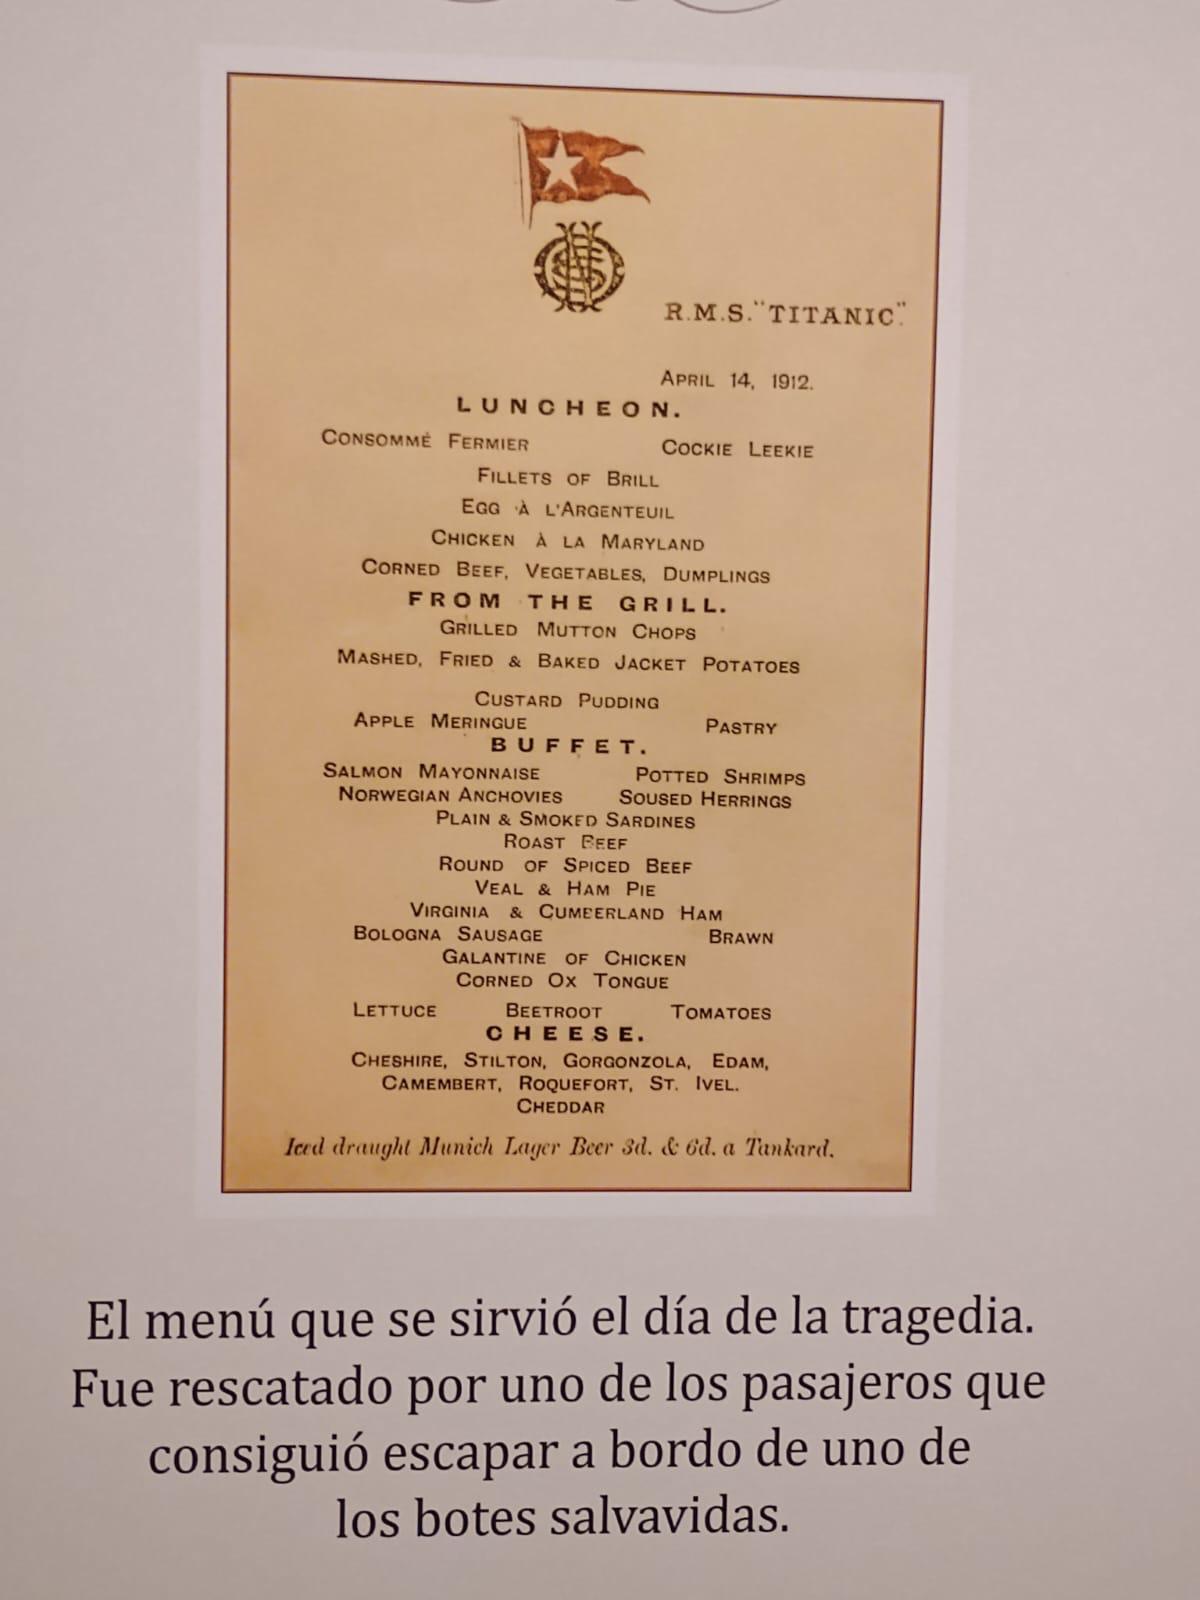 R.M.S. "TITANIC."
APRIL 14, 1912.
LUNCHEON.
CONSOMMÉ FERMIER COCKIE LEEKIE
FILLETS OF BRILL
EGG À L'ARGENTEUIL
CHICKEN À LA MARYLAND
CORNED BEEF, VEGETABLES, DUMPLINGS
FROM THE GRILL.
GRILLED MUTTON CHOPS
MASHED, FRIED & BAKED JACKET POTATOES
CUSTARD PUDDING
APPLE MERINGUE PASTRY
BUFFET.
SALMON MAYONNAISE POTTED SHRIMPS
NORWEGIAN ANCHOVIES SOUSED HERRINGS
PLAIN & SMOKED SARDINES
ROAST BEEF
ROUND OF SPICED BEEF
VEAL & HAM PIE
VIRGINIA & CUMBERLAND HAM
BOLOGNA SAUSAGE BRAWN
GALANTINE OF CHICKEN
CORNED OX TONGUE
LETTUCE BEETROOT TOMATOES
CHEESE.
CHESHIRE, STILTON, GORGONZOLA, EDAM,
CAMEMBERT, ROQUEFORT, ST. IVEL.
CHEDDAR
Iced draught Munich Lager Beer 3d. & 6d. a Tankard.
El menú que se sirvió el día de la tragedia.
Fue rescatado por uno de los pasajeros que
consiguió escapar a bordo de uno de
los botes salvavidas.